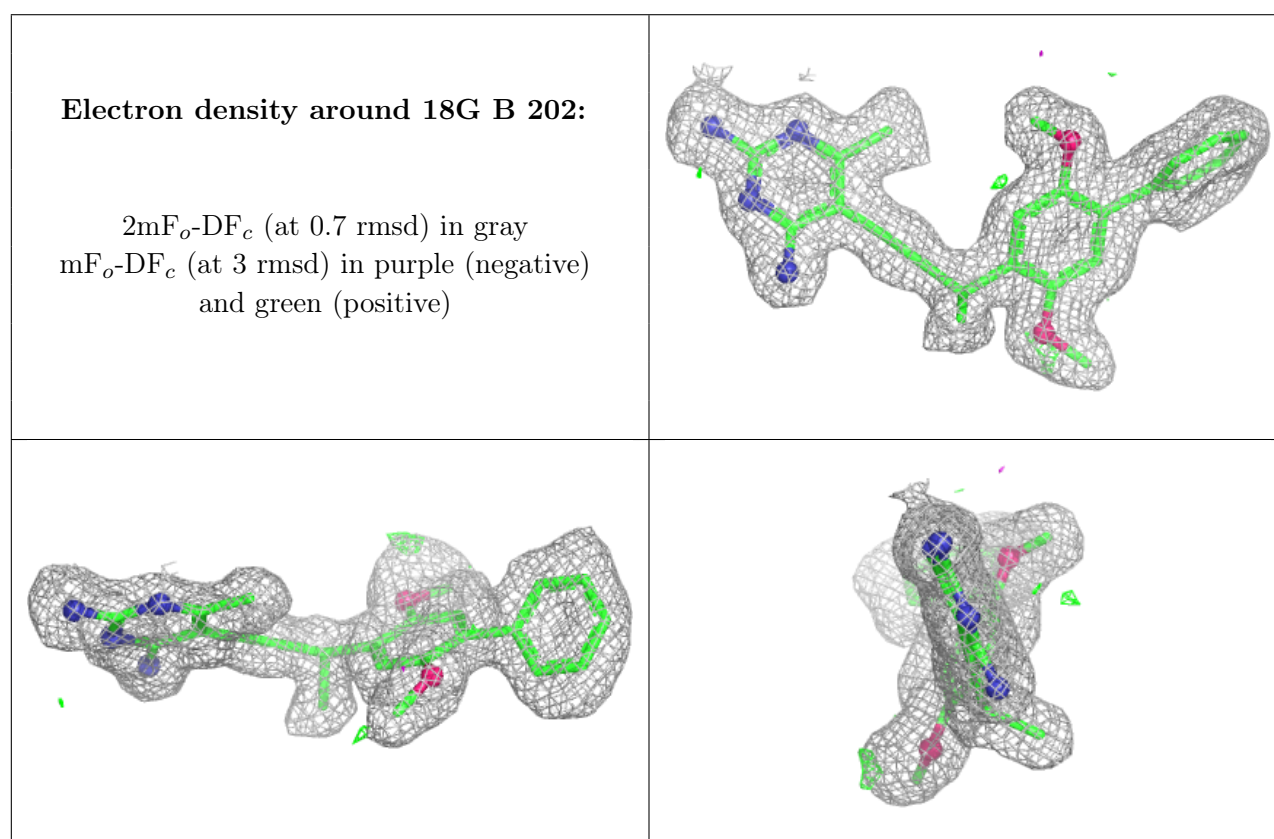 Electron density around 18G B 202:
2mFo-DFc (at 0.7 rmsd) in gray
mFo-DFc (at 3 rmsd) in purple (negative)
and green (positive)